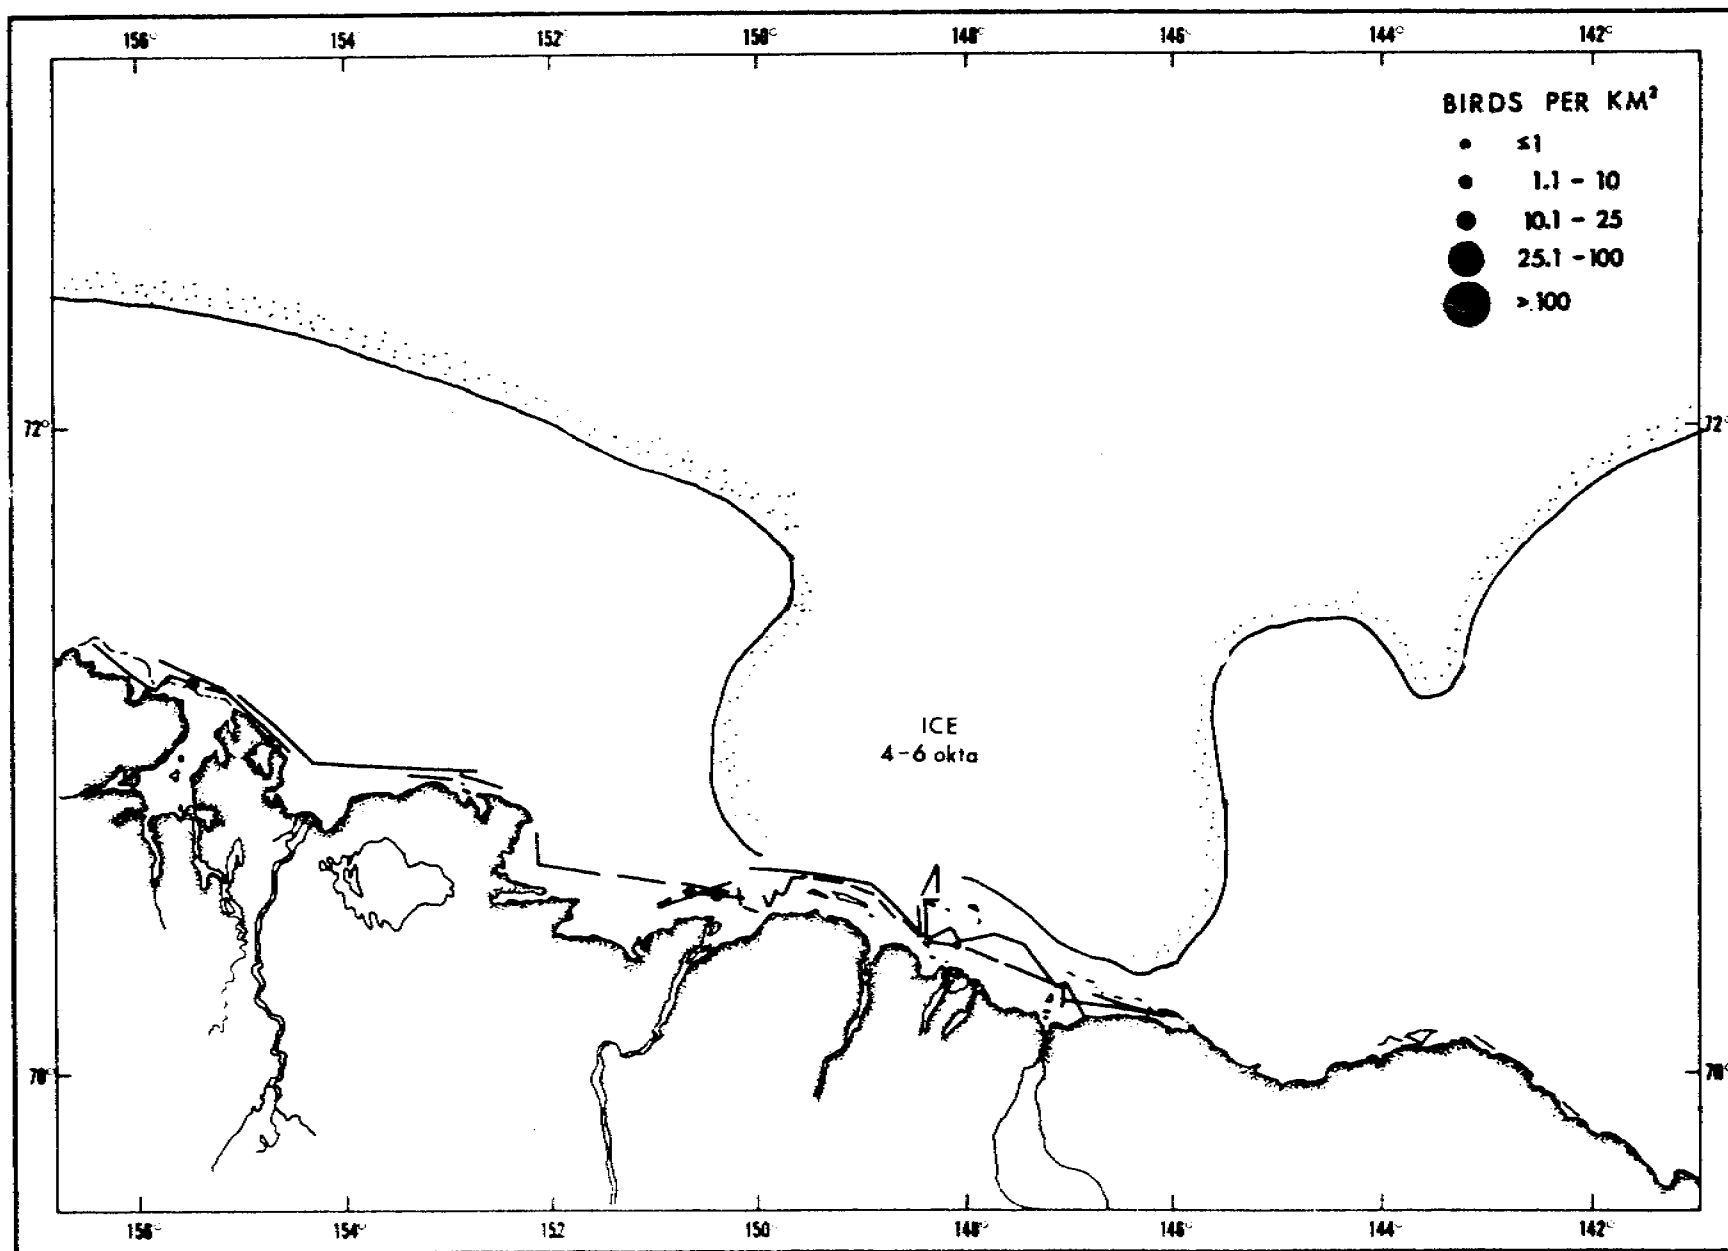 156° 154 152° 150° 148° 146° 144° 142°
BIRDS PER KM²
≤1
1.1 - 10
10.1 - 25
25.1 -100
>100
72° 72°
ICE
4-6 okta
70° 70°
156° 154° 152 150° 148° 146° 144° 142°